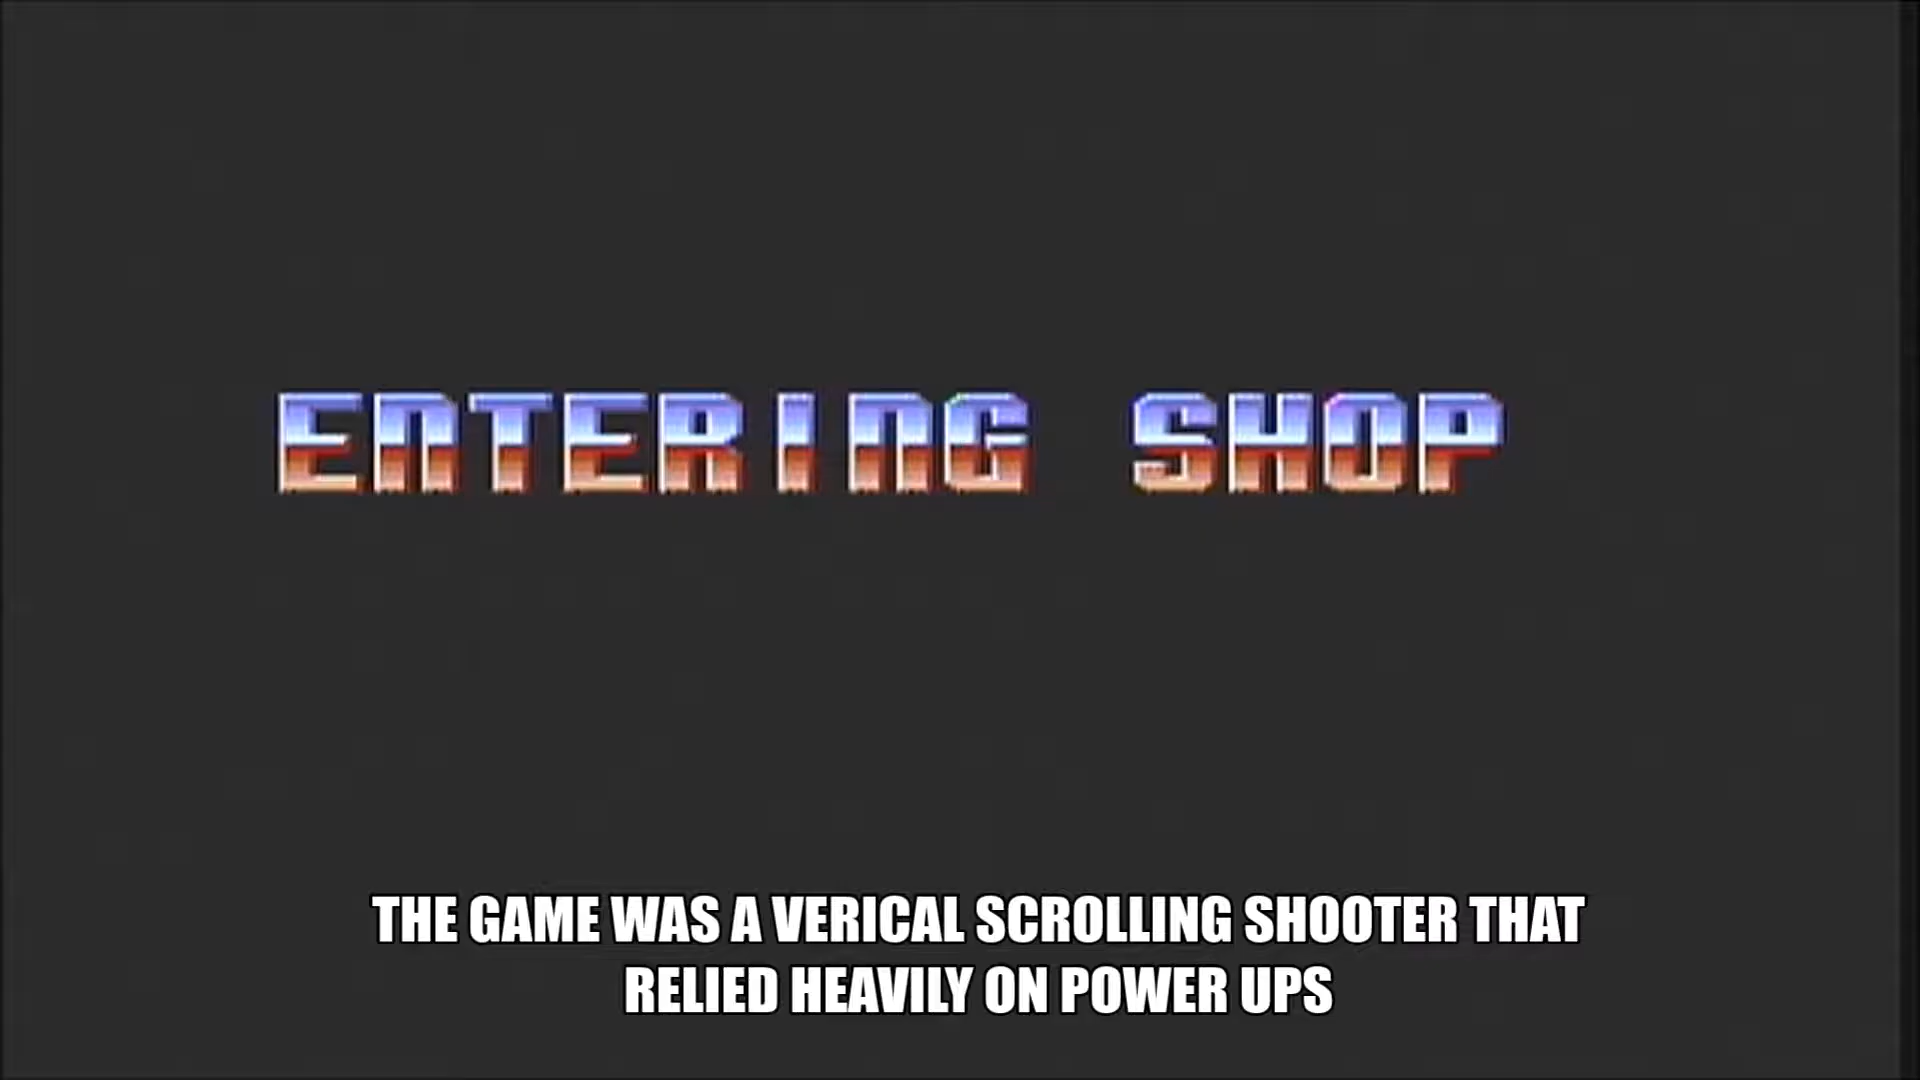 ENTERING SHOP
THE GAME WAS A VERICAL SCROLLING SHOOTER THAT
RELIED HEAVILY ON POWER UPS